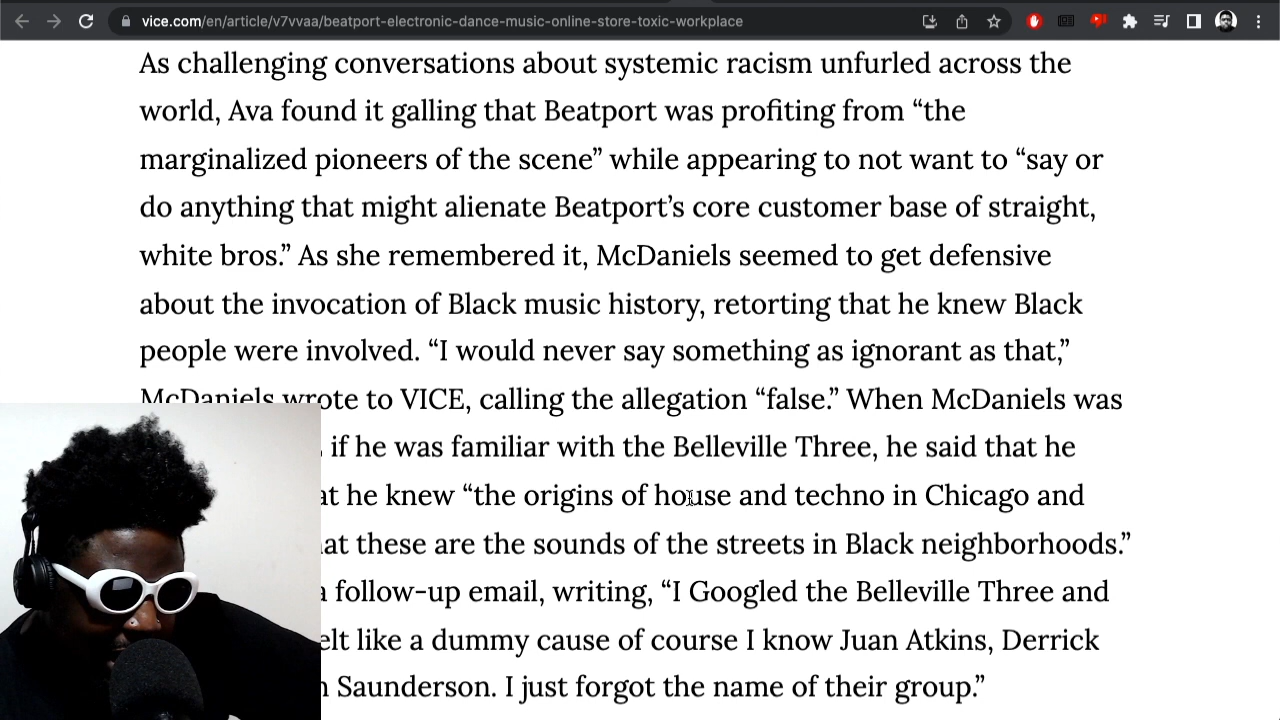 vice.com/en/article/v7vvaa/beatport-electronic-dance-music-online-store-toxic-workplace
As challenging conversations about systemic racism unfurled across the
world, Ava found it galling that Beatport was profiting from “the
marginalized pioneers of the scene” while appearing to not want to “say or
do anything that might alienate Beatport’s core customer base of straight,
white bros.” As she remembered it, McDaniels seemed to get defensive
about the invocation of Black music history, retorting that he knew Black
people were involved. “I would never say something as ignorant as that,”
McDaniels wrote to VICE, calling the allegation “false.” When McDaniels was
if he was familiar with the Belleville Three, he said that he
at he knew “the origins of house and techno in Chicago and
at these are the sounds of the streets in Black neighborhoods.”
a follow-up email, writing, “I Googled the Belleville Three and
elt like a dummy cause of course I know Juan Atkins, Derrick
Saunderson. I just forgot the name of their group.”